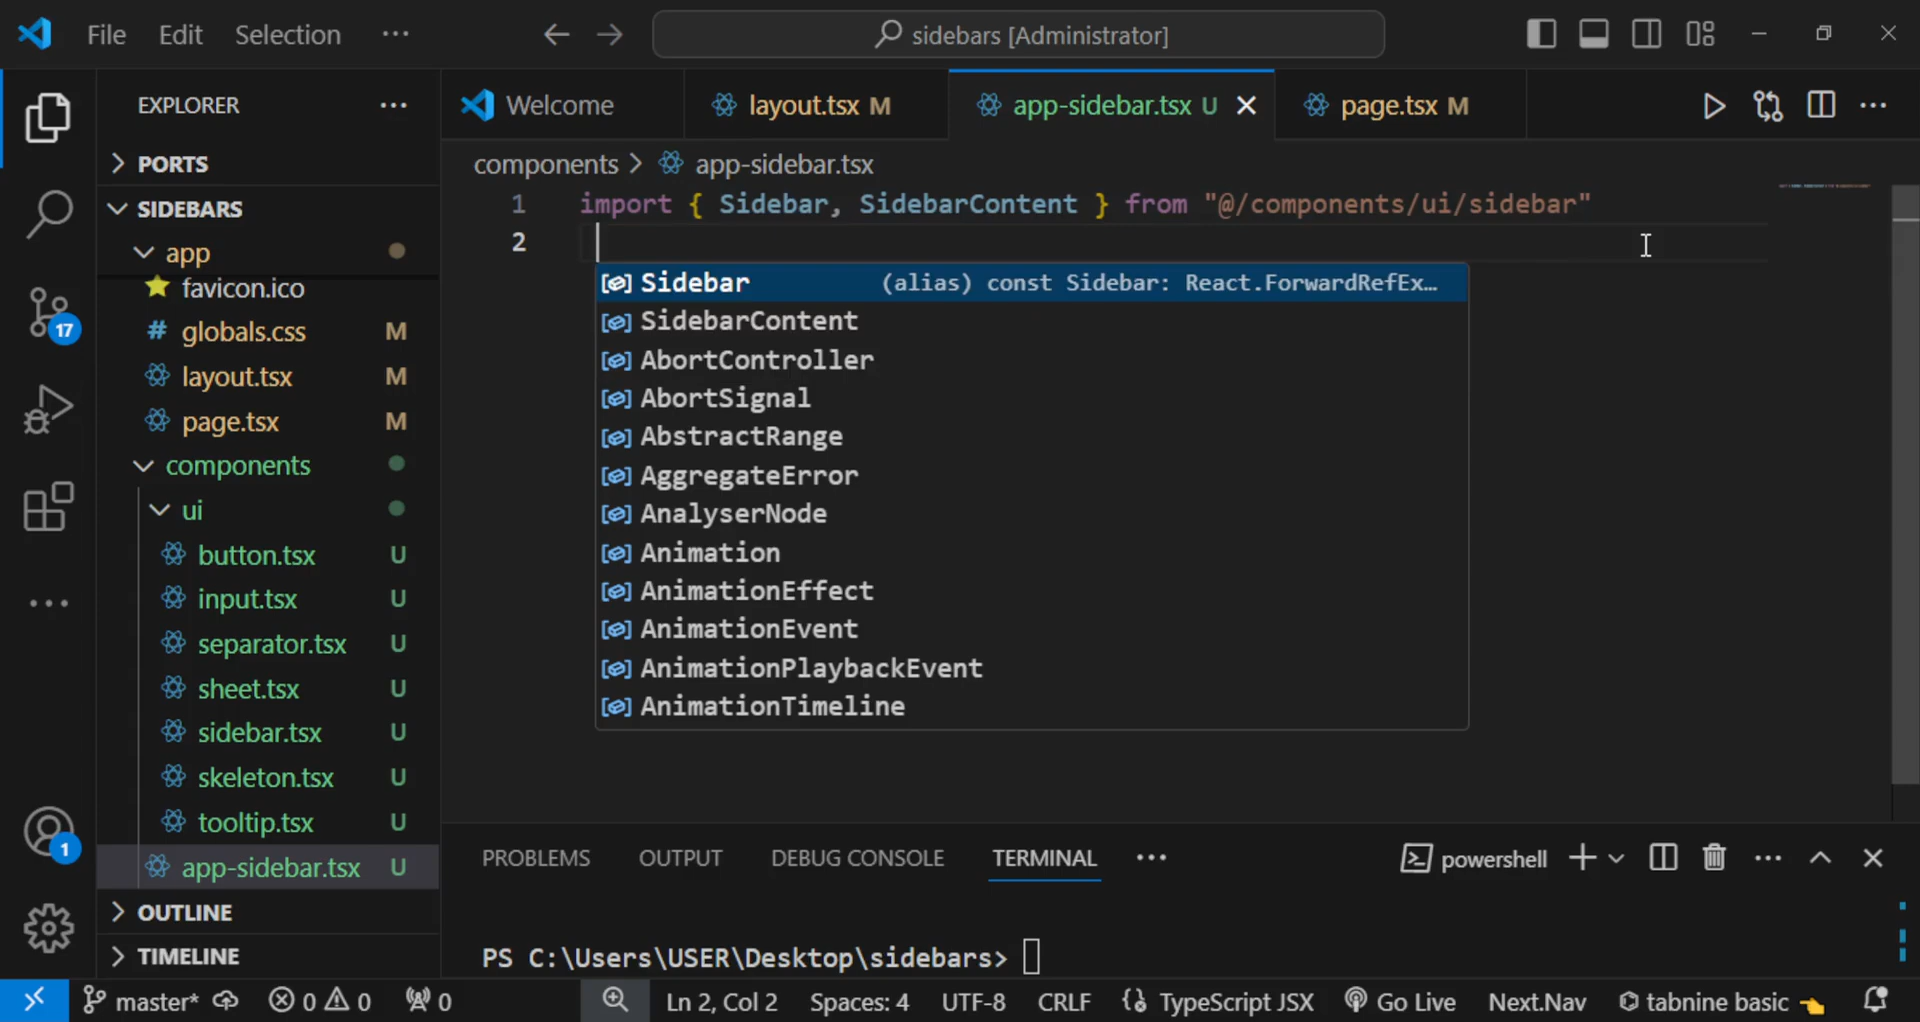 File Edit Selection ···
sidebars [Administrator]
EXPLORER ···
PORTS
SIDEBARS
app
favicon.ico
# globals.css M
layout.tsx M
page.tsx M
components
ui
button.tsx U
input.tsx U
separator.tsx U
sheet.tsx U
sidebar.tsx U
skeleton.tsx U
tooltip.tsx U
app-sidebar.tsx U
OUTLINE
TIMELINE
17
1
Welcome
layout.tsx M
app-sidebar.tsx U
page.tsx M
components > app-sidebar.tsx
1 import { Sidebar, SidebarContent } from "@/components/ui/sidebar"
2
Sidebar (alias) const Sidebar: React.ForwardRefEx…
SidebarContent
AbortController
AbortSignal
AbstractRange
AggregateError
AnalyserNode
Animation
AnimationEffect
AnimationEvent
AnimationPlaybackEvent
AnimationTimeline
PROBLEMS OUTPUT DEBUG CONSOLE TERMINAL ···
powershell
PS C:\Users\USER\Desktop\sidebars>
master* 0 0 0 Ln 2, Col 2 Spaces: 4 UTF-8 CRLF TypeScript JSX Go Live Next.Nav tabnine basic